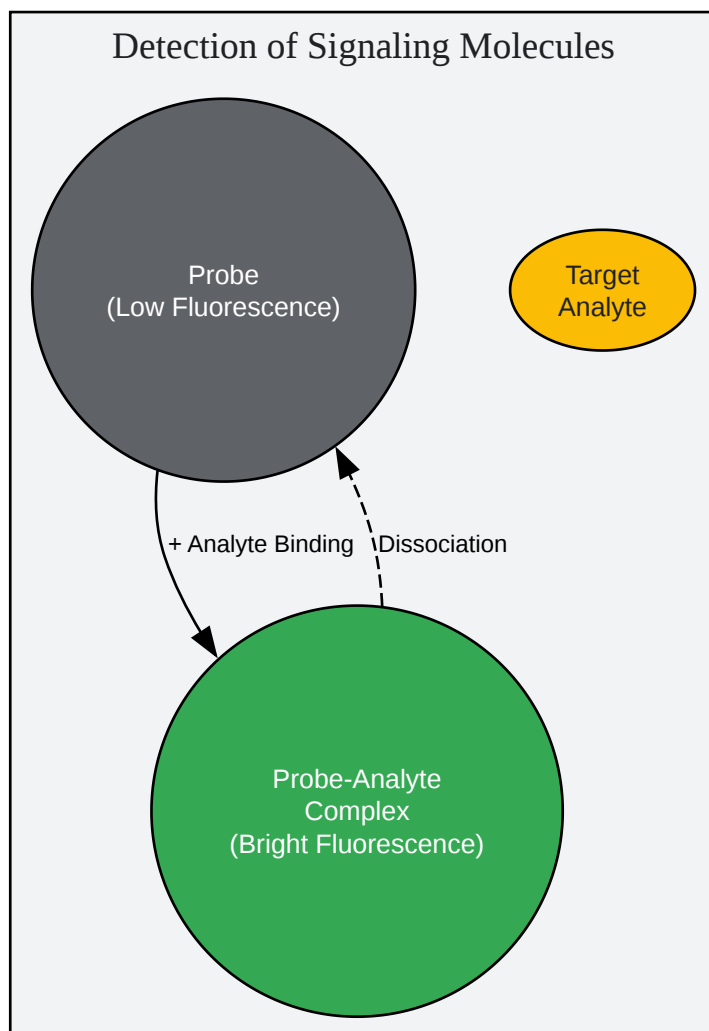 Detection of Signaling Molecules
Probe
(Low Fluorescence)
Target
Analyte
+ Analyte Binding
Dissociation
Probe-Analyte
Complex
(Bright Fluorescence)